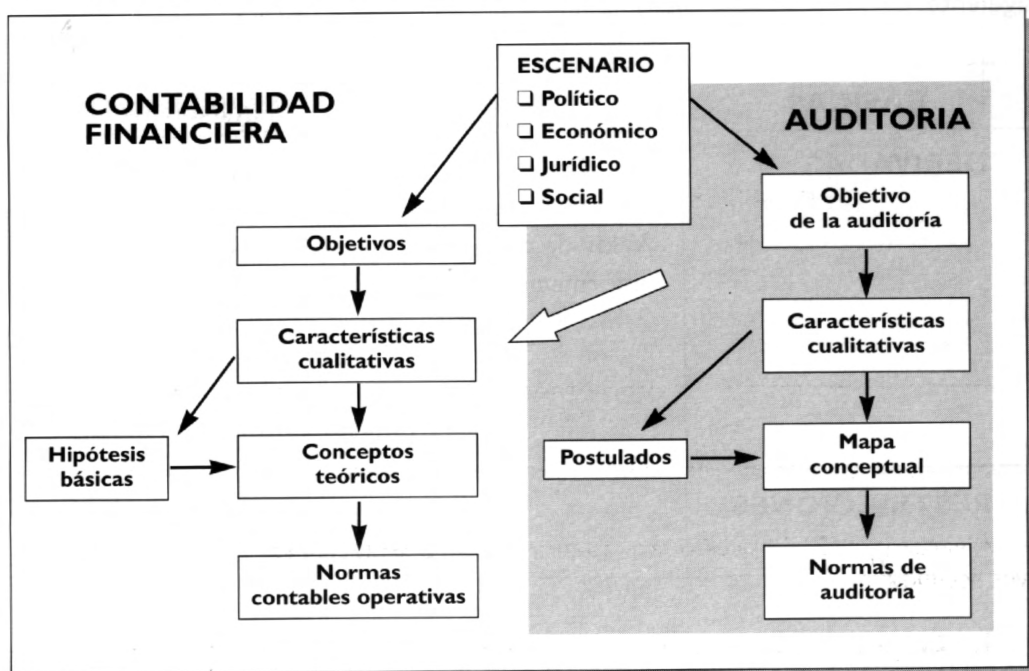 CONTABILIDAD
FINANCIERA
ESCENARIO
❏ Político
❏ Económico
❏ Jurídico
❏ Social
AUDITORIA
Objetivos
Características
cualitativas
Hipótesis
básicas
Conceptos
teóricos
Normas
contables operativas
Objetivo
de la auditoría
Características
cualitativas
Postulados
Mapa
conceptual
Normas de
auditoría